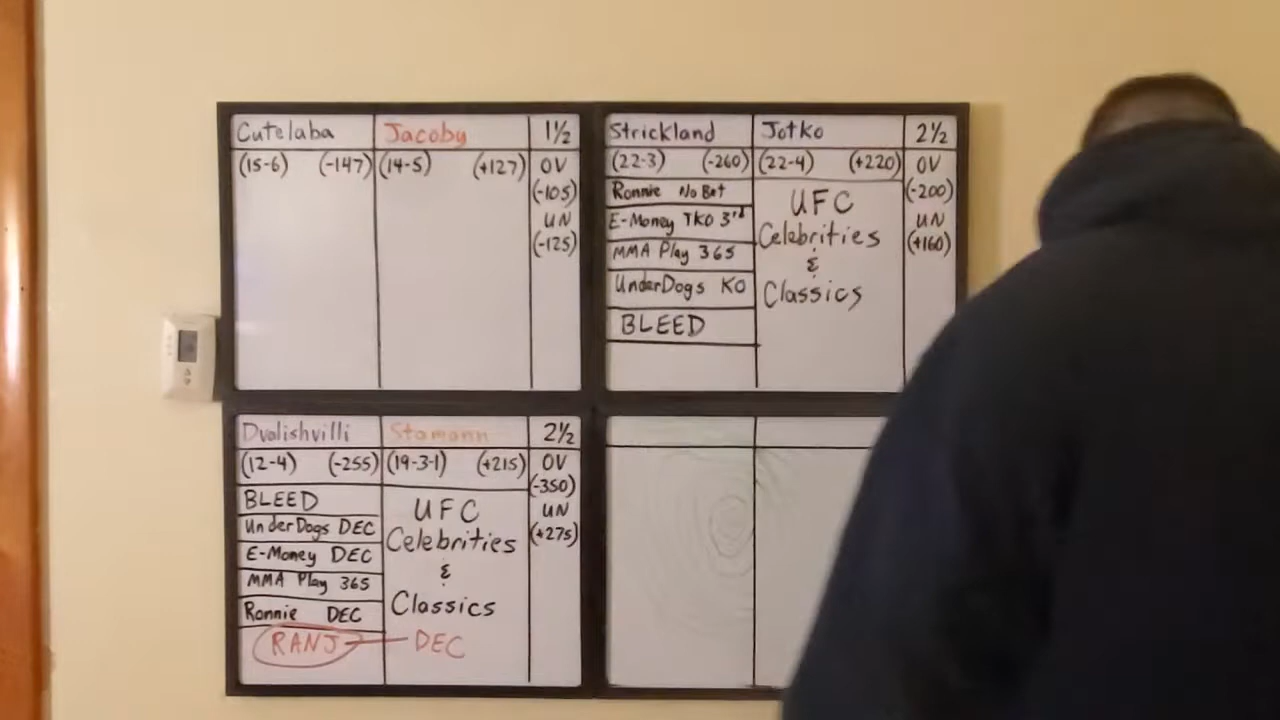 Cutelaba Jacoby 1½
(15-6) (-147) (14-5) (+127) OV
(-105)
UN
(-125)
Strickland Jotko 2½
(22-3) (-260) (22-4) (+220) OV
Ronnie No Bet (-200)
E-Money TKO 3rd UN
MMA Play 365 (+160)
UnderDogs KO
BLEED
UFC
Celebrities
&
Classics
Dvalishvilli Stamann 2½
(12-4) (-255) (19-3-1) (+215) OV
(-350)
UN
(+275)
BLEED
UnderDogs DEC
E-Money DEC
MMA Play 365
Ronnie DEC
RANJ DEC
UFC
Celebrities
&
Classics